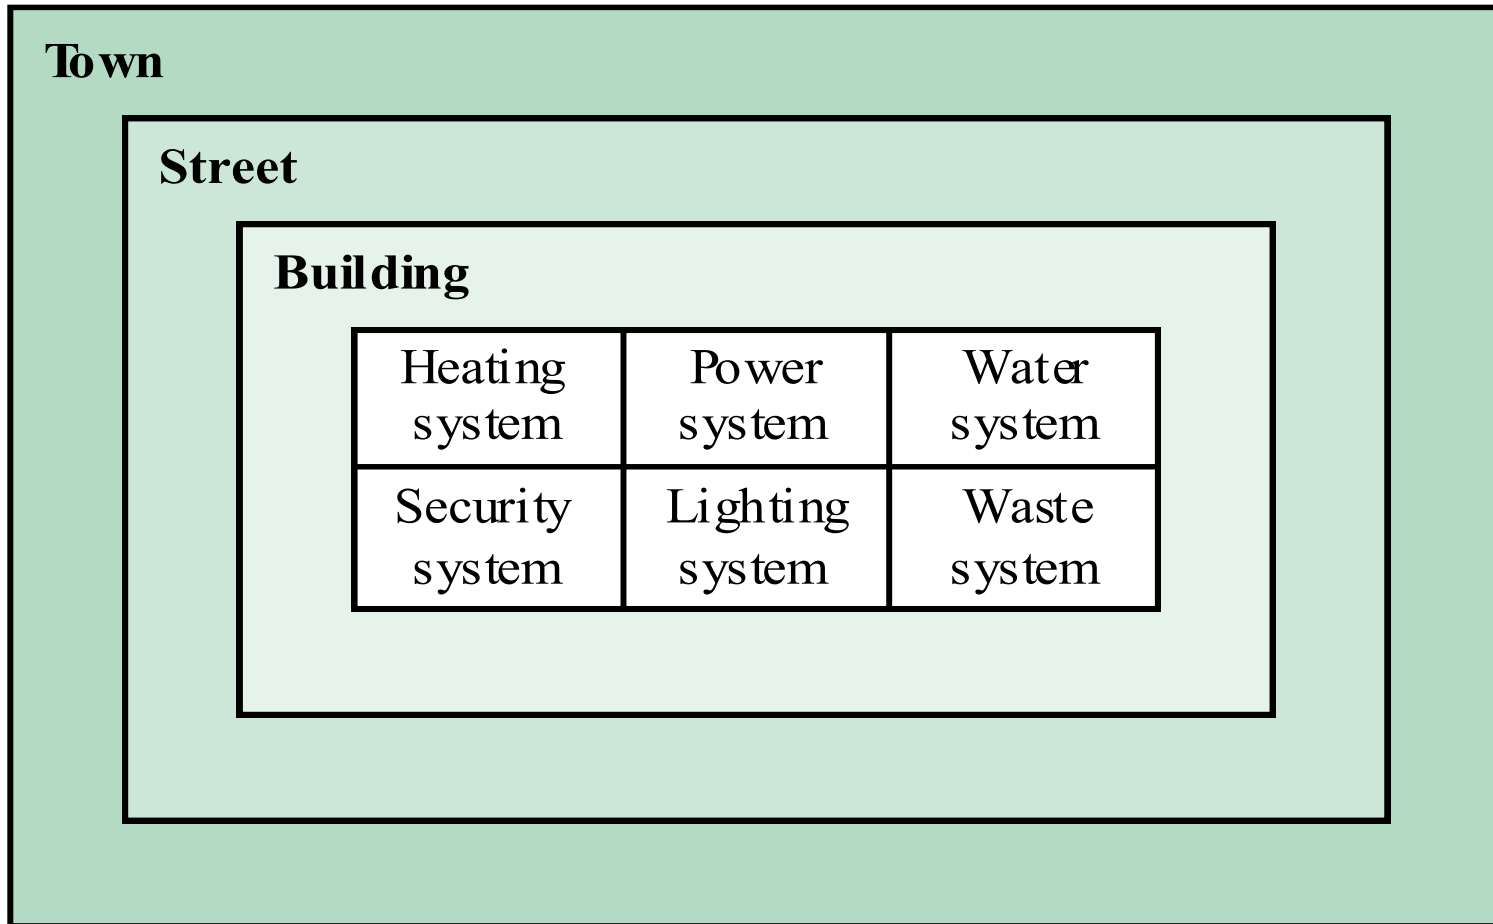 Town
Street
Building
Heating
system
Power
system
Water
system
Security
system
Lighting
system
Waste
system